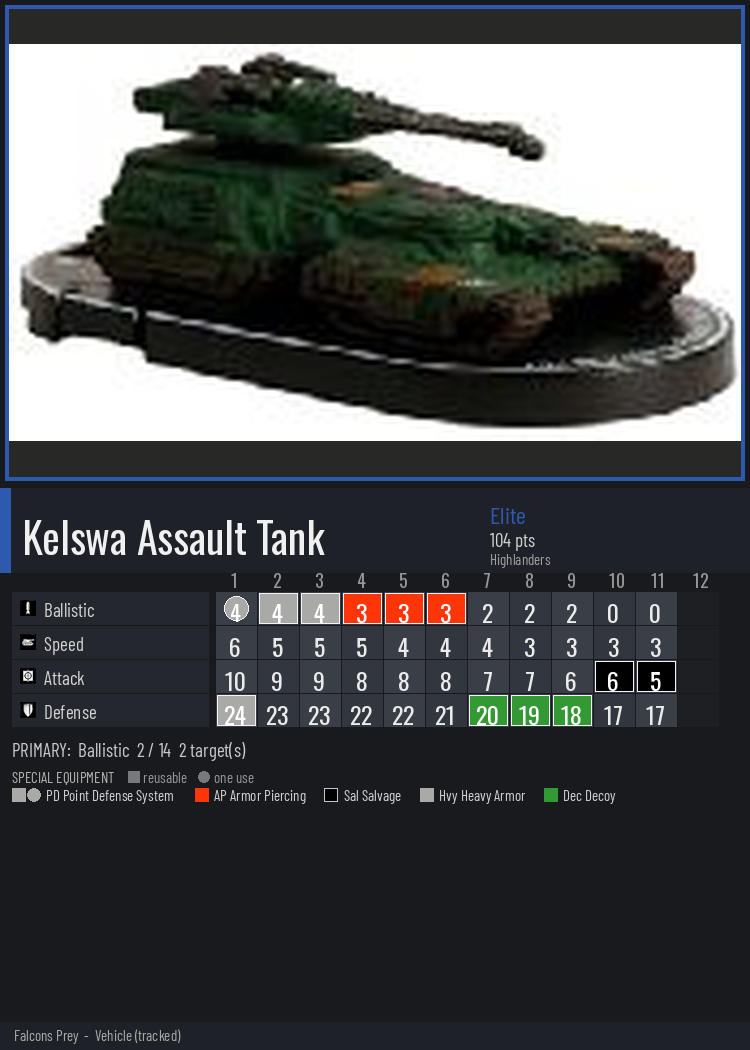 Kelswa Assault Tank
Elite
104 pts
Highlanders
1 2 3 4 5 6 7 8 9 10 11 12
Ballistic 4 4 4 3 3 3 2 2 2 0 0
Speed 6 5 5 5 4 4 4 3 3 3 3
Attack 10 9 9 8 8 8 7 7 6 6 5
Defense 24 23 23 22 22 21 20 19 18 17 17
PRIMARY: Ballistic 2 / 14 2 target(s)
SPECIAL EQUIPMENT reusable one use
PD Point Defense System AP Armor Piercing Sal Salvage Hvy Heavy Armor Dec Decoy
Falcons Prey - Vehicle (tracked)